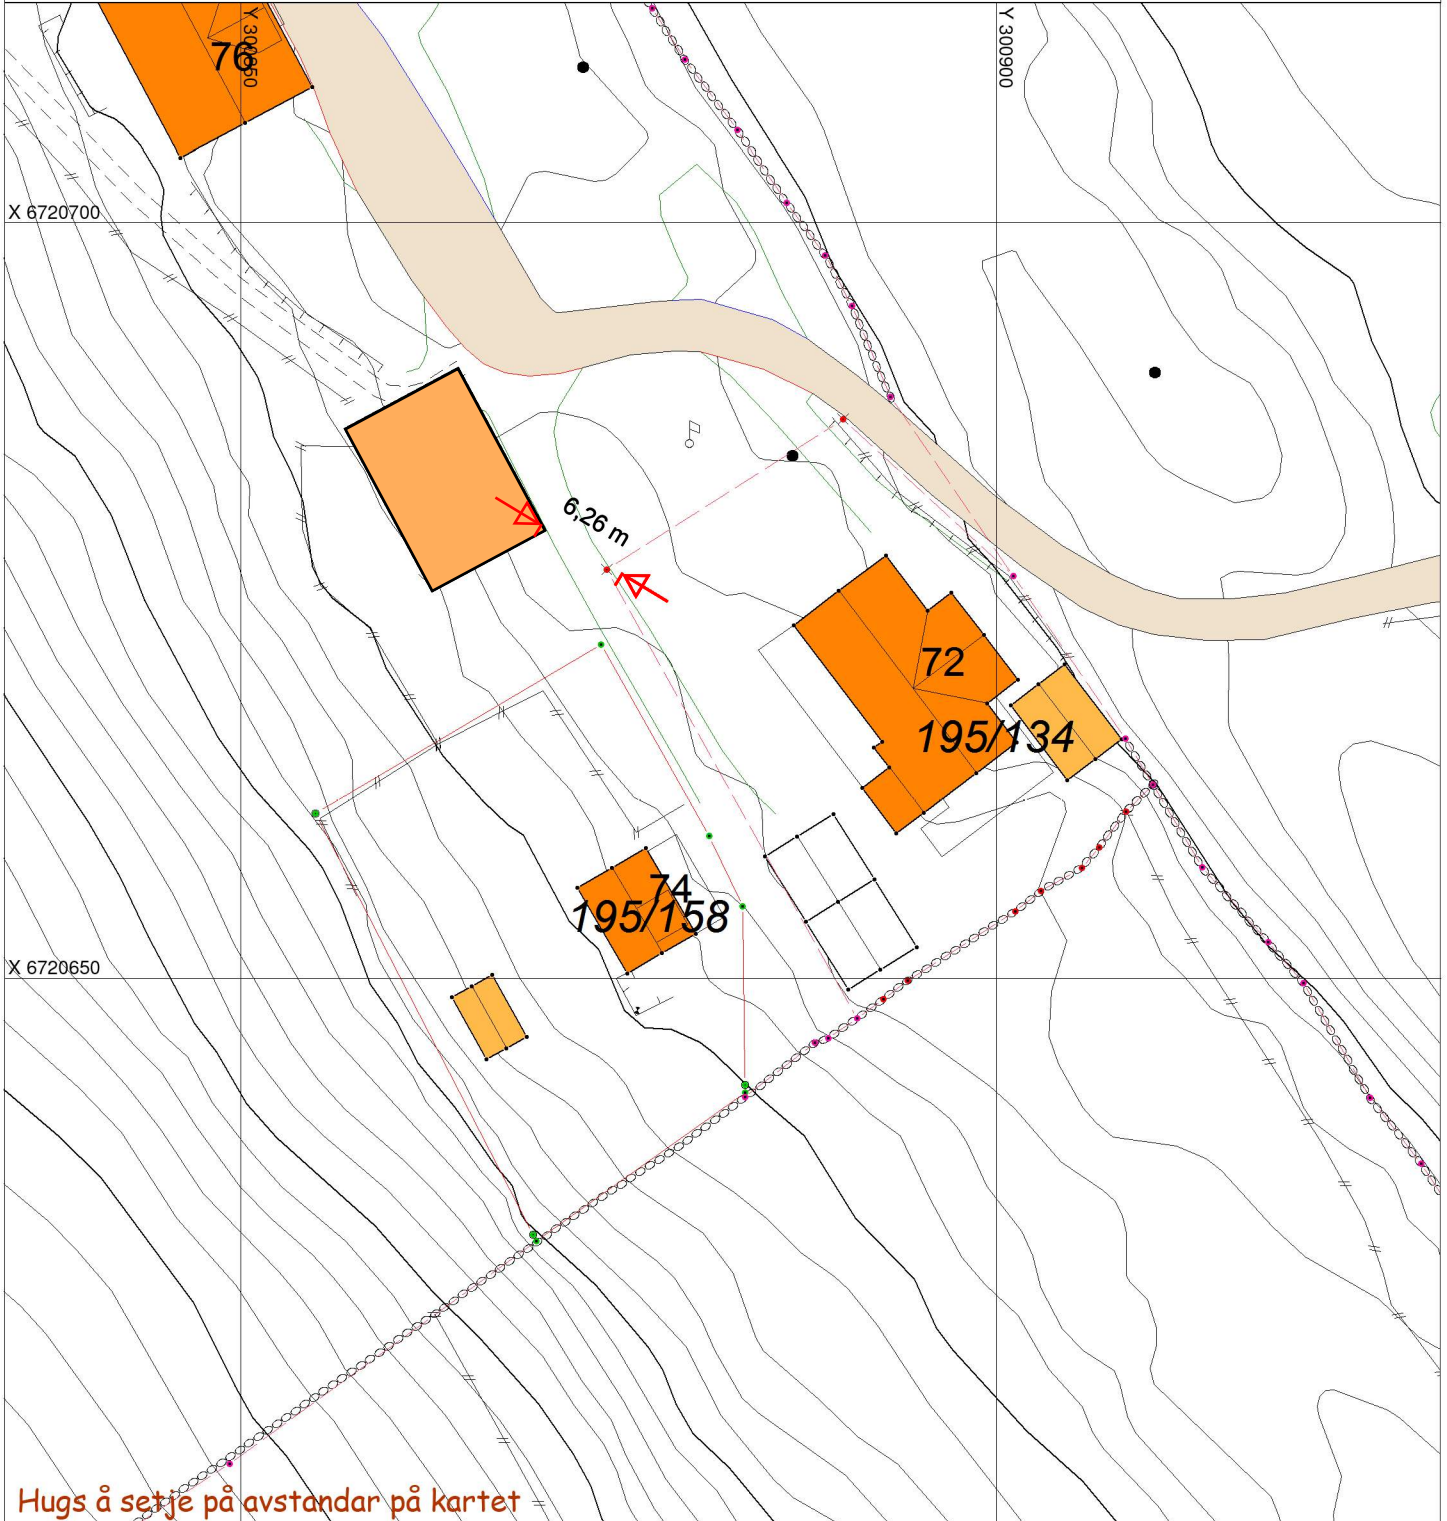 Y 300850
Y 300900
76
X 6720700
6,26 m
72
195/134
74
195/158
X 6720650
Hugs å setje på avstandar på kartet